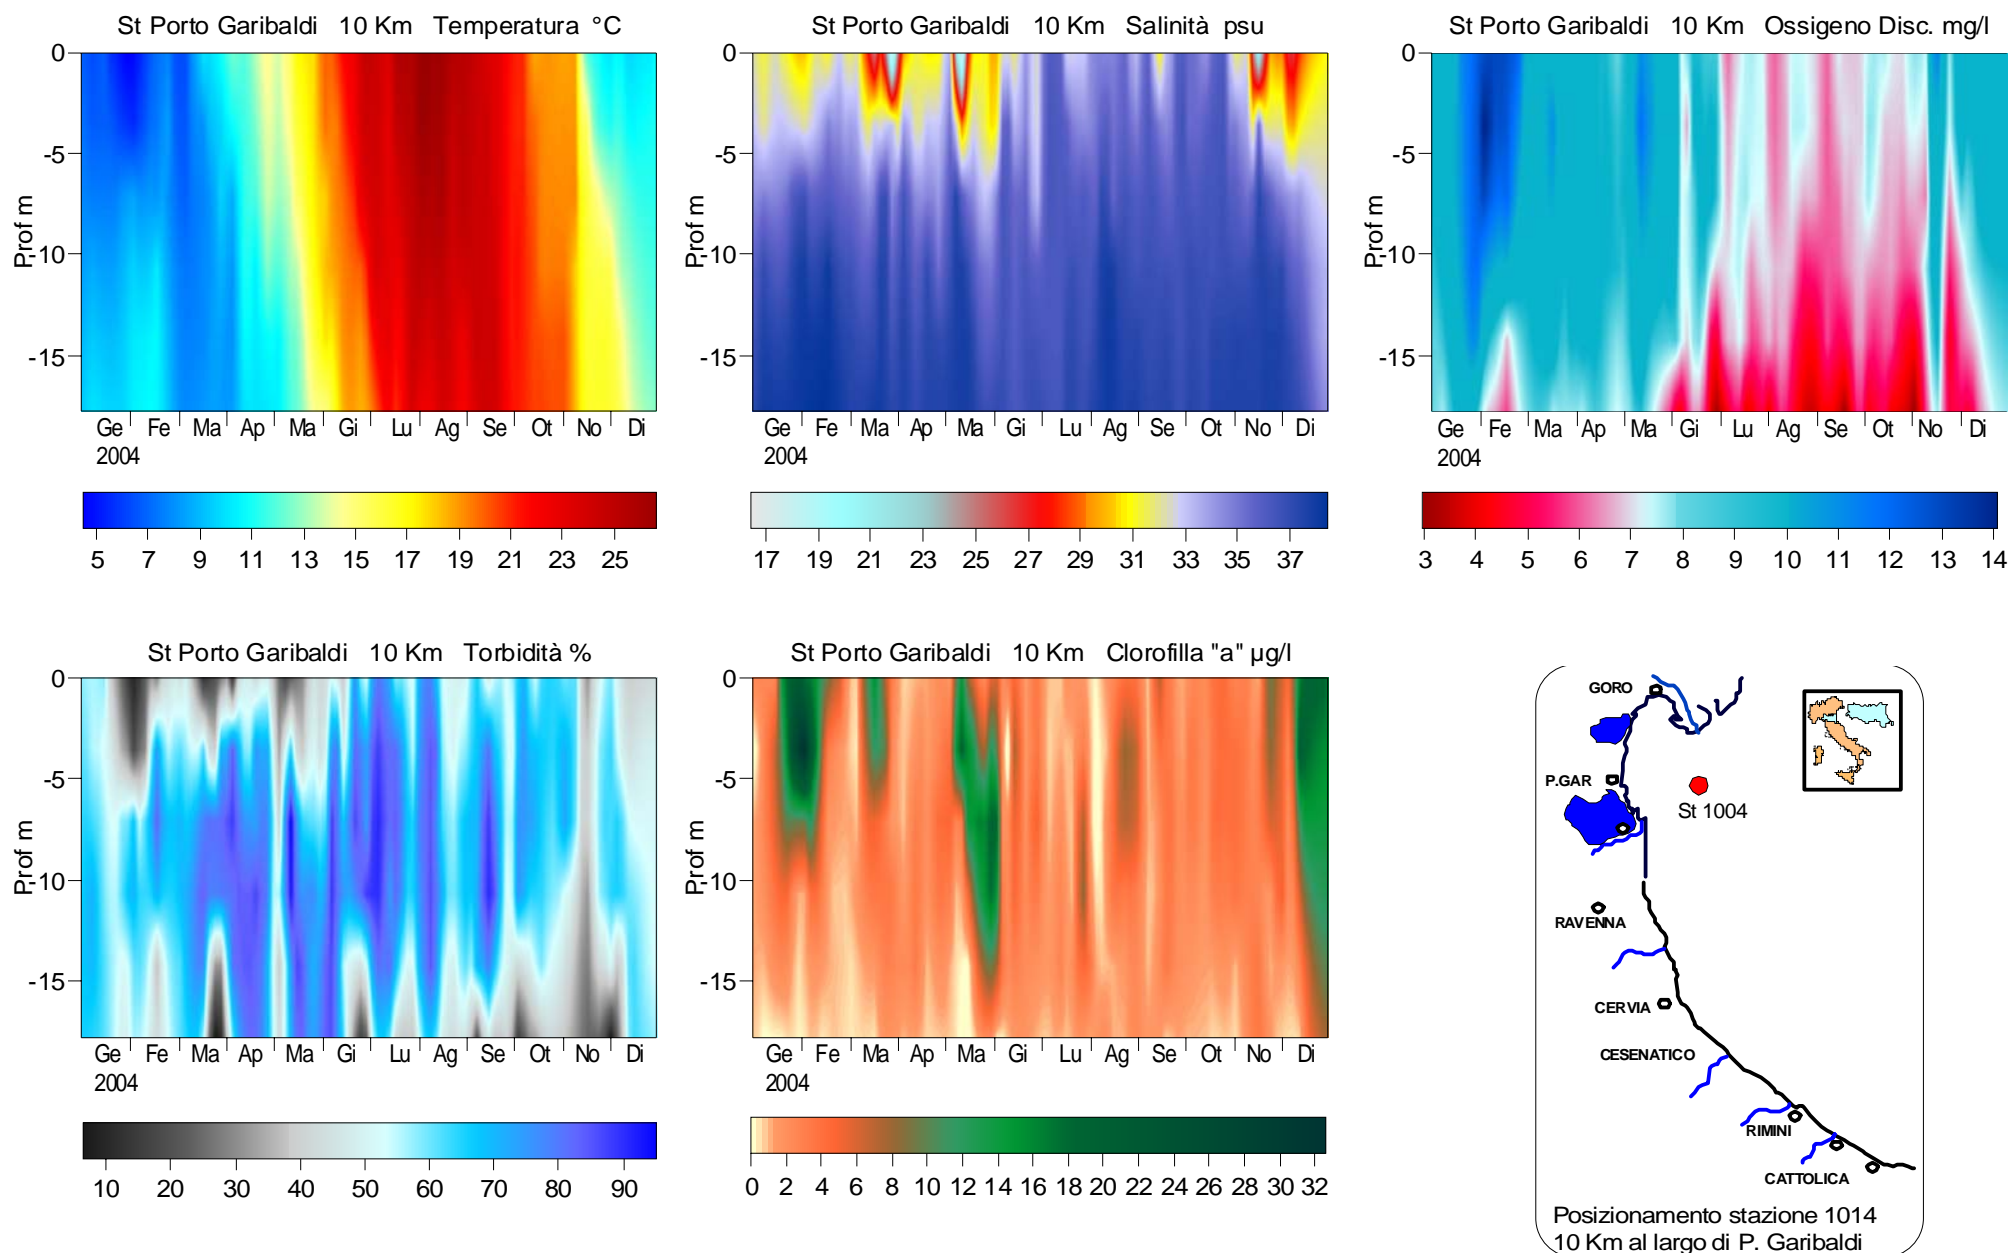 St Porto Garibaldi 10 Km Temperatura °C
0
-5
-10
-15
Prof m
Ge Fe Ma Ap Ma Gi Lu Ag Se Ot No Di
2004
5 7 9 11 13 15 17 19 21 23 25
St Porto Garibaldi 10 Km Salinità psu
0
-5
-10
-15
Prof m
Ge Fe Ma Ap Ma Gi Lu Ag Se Ot No Di
2004
17 19 21 23 25 27 29 31 33 35 37
St Porto Garibaldi 10 Km Ossigeno Disc. mg/l
0
-5
-10
-15
Prof m
Ge Fe Ma Ap Ma Gi Lu Ag Se Ot No Di
2004
3 4 5 6 7 8 9 10 11 12 13 14
St Porto Garibaldi 10 Km Torbidità %
0
-5
-10
-15
Prof m
Ge Fe Ma Ap Ma Gi Lu Ag Se Ot No Di
2004
10 20 30 40 50 60 70 80 90
St Porto Garibaldi 10 Km Clorofilla "a" µg/l
0
-5
-10
-15
Prof m
Ge Fe Ma Ap Ma Gi Lu Ag Se Ot No Di
2004
0 2 4 6 8 10 12 14 16 18 20 22 24 26 28 30 32
GORO
P.GAR
St 1004
RAVENNA
CERVIA
CESENATICO
RIMINI
CATTOLICA
Posizionamento stazione 1014
10 Km al largo di P. Garibaldi